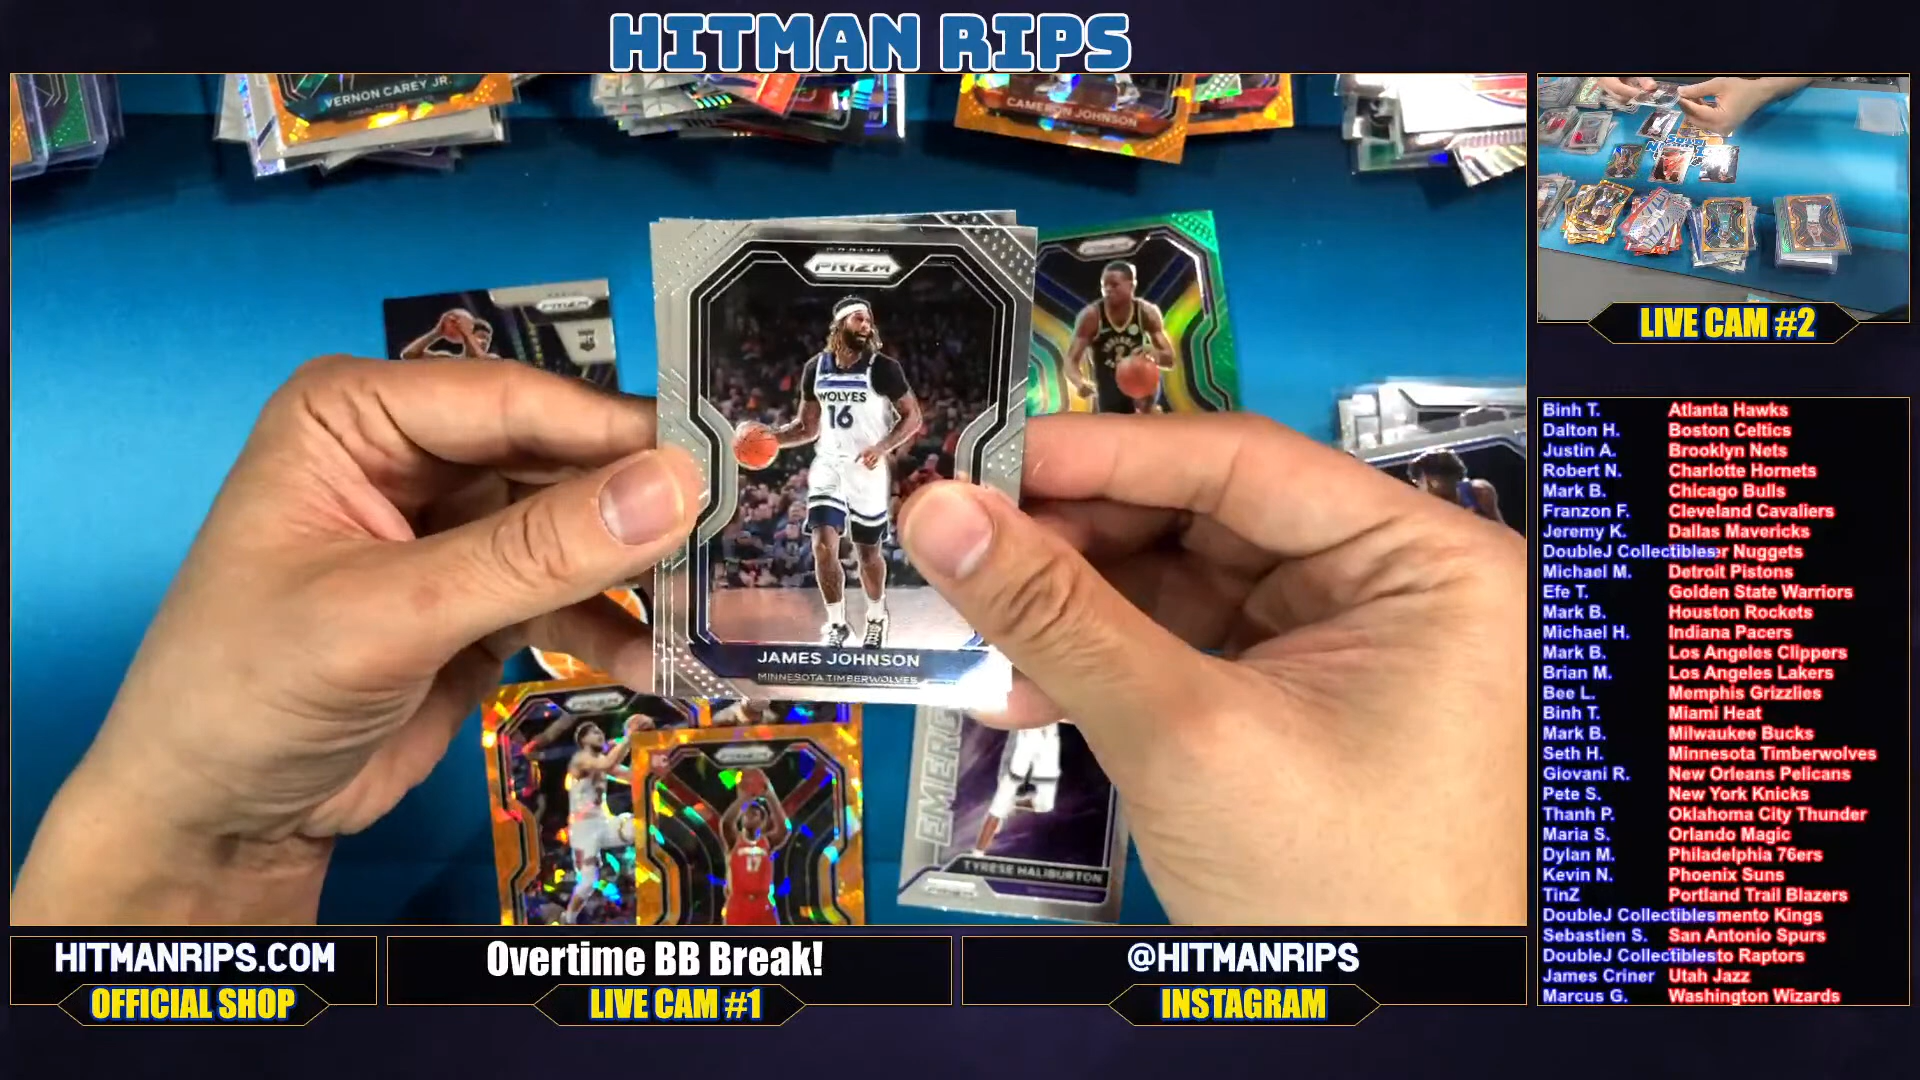 HITMAN RIPS
VERNON CAREY JR.
CAMERON JOHNSON
PRIZM
WOLVES
16
JAMES JOHNSON
MINNESOTA TIMBERWOLVES
PRIZM
17
TYRESE HALIBURTON
LIVE CAM #2
Binh T. Atlanta Hawks
Dalton H. Boston Celtics
Justin A. Brooklyn Nets
Robert N. Charlotte Hornets
Mark B. Chicago Bulls
Franzon F. Cleveland Cavaliers
Jeremy K. Dallas Mavericks
DoubleJ Collectibles er Nuggets
Michael M. Detroit Pistons
Efe T. Golden State Warriors
Mark B. Houston Rockets
Michael H. Indiana Pacers
Mark B. Los Angeles Clippers
Brian M. Los Angeles Lakers
Bee L. Memphis Grizzlies
Binh T. Miami Heat
Mark B. Milwaukee Bucks
Seth H. Minnesota Timberwolves
Giovani R. New Orleans Pelicans
Pete S. New York Knicks
Thanh P. Oklahoma City Thunder
Maria S. Orlando Magic
Dylan M. Philadelphia 76ers
Kevin N. Phoenix Suns
TinZ Portland Trail Blazers
DoubleJ Collectibles mento Kings
Sebastien S. San Antonio Spurs
DoubleJ Collectibles to Raptors
James Criner Utah Jazz
Marcus G. Washington Wizards
HITMANRIPS.COM
OFFICIAL SHOP
Overtime BB Break!
LIVE CAM #1
@HITMANRIPS
INSTAGRAM